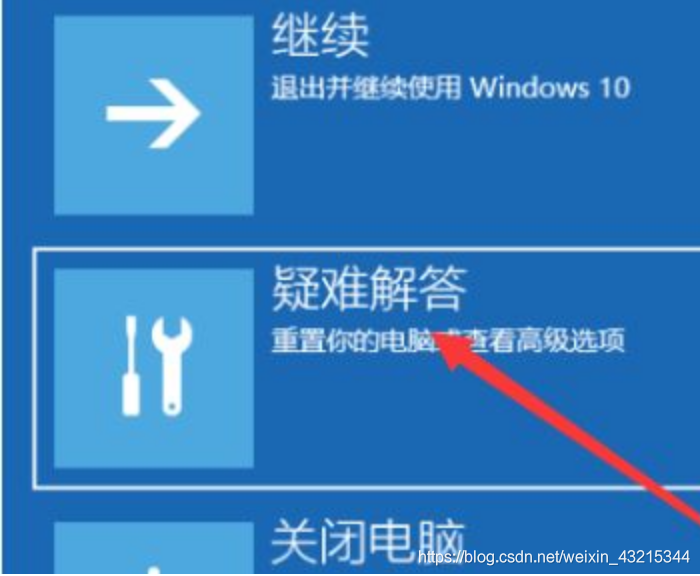 继续
退出并继续使用 Windows 10
疑难解答
重置你的电脑或查看高级选项
关闭电脑
https://blog.csdn.net/weixin_43215344